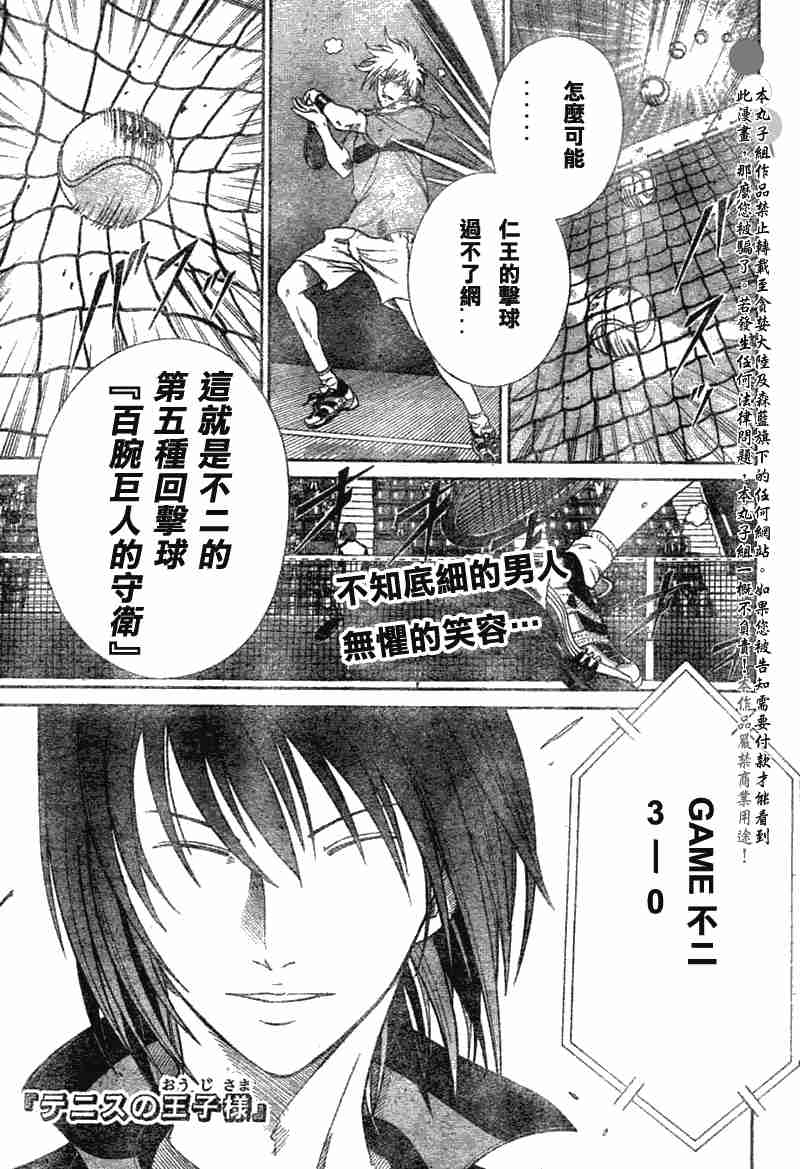 怎麼可能
......
仁王的擊球
過不了網....
這就是不二的
第五種回擊球
『百腕巨人的守衛』
不知底細的男人
無懼的笑容…
GAME 不二
3—0
おうじさま
『テニスの王子様』
本丸子組作品禁止轉載至貪婪大陸及森藍旗下的任何網站。如果您被告知需要付款才能看到
此漫畫，那麼您被騙了。若發生任何法律問題，本丸子組一概不負責！本作品嚴禁商業用途！